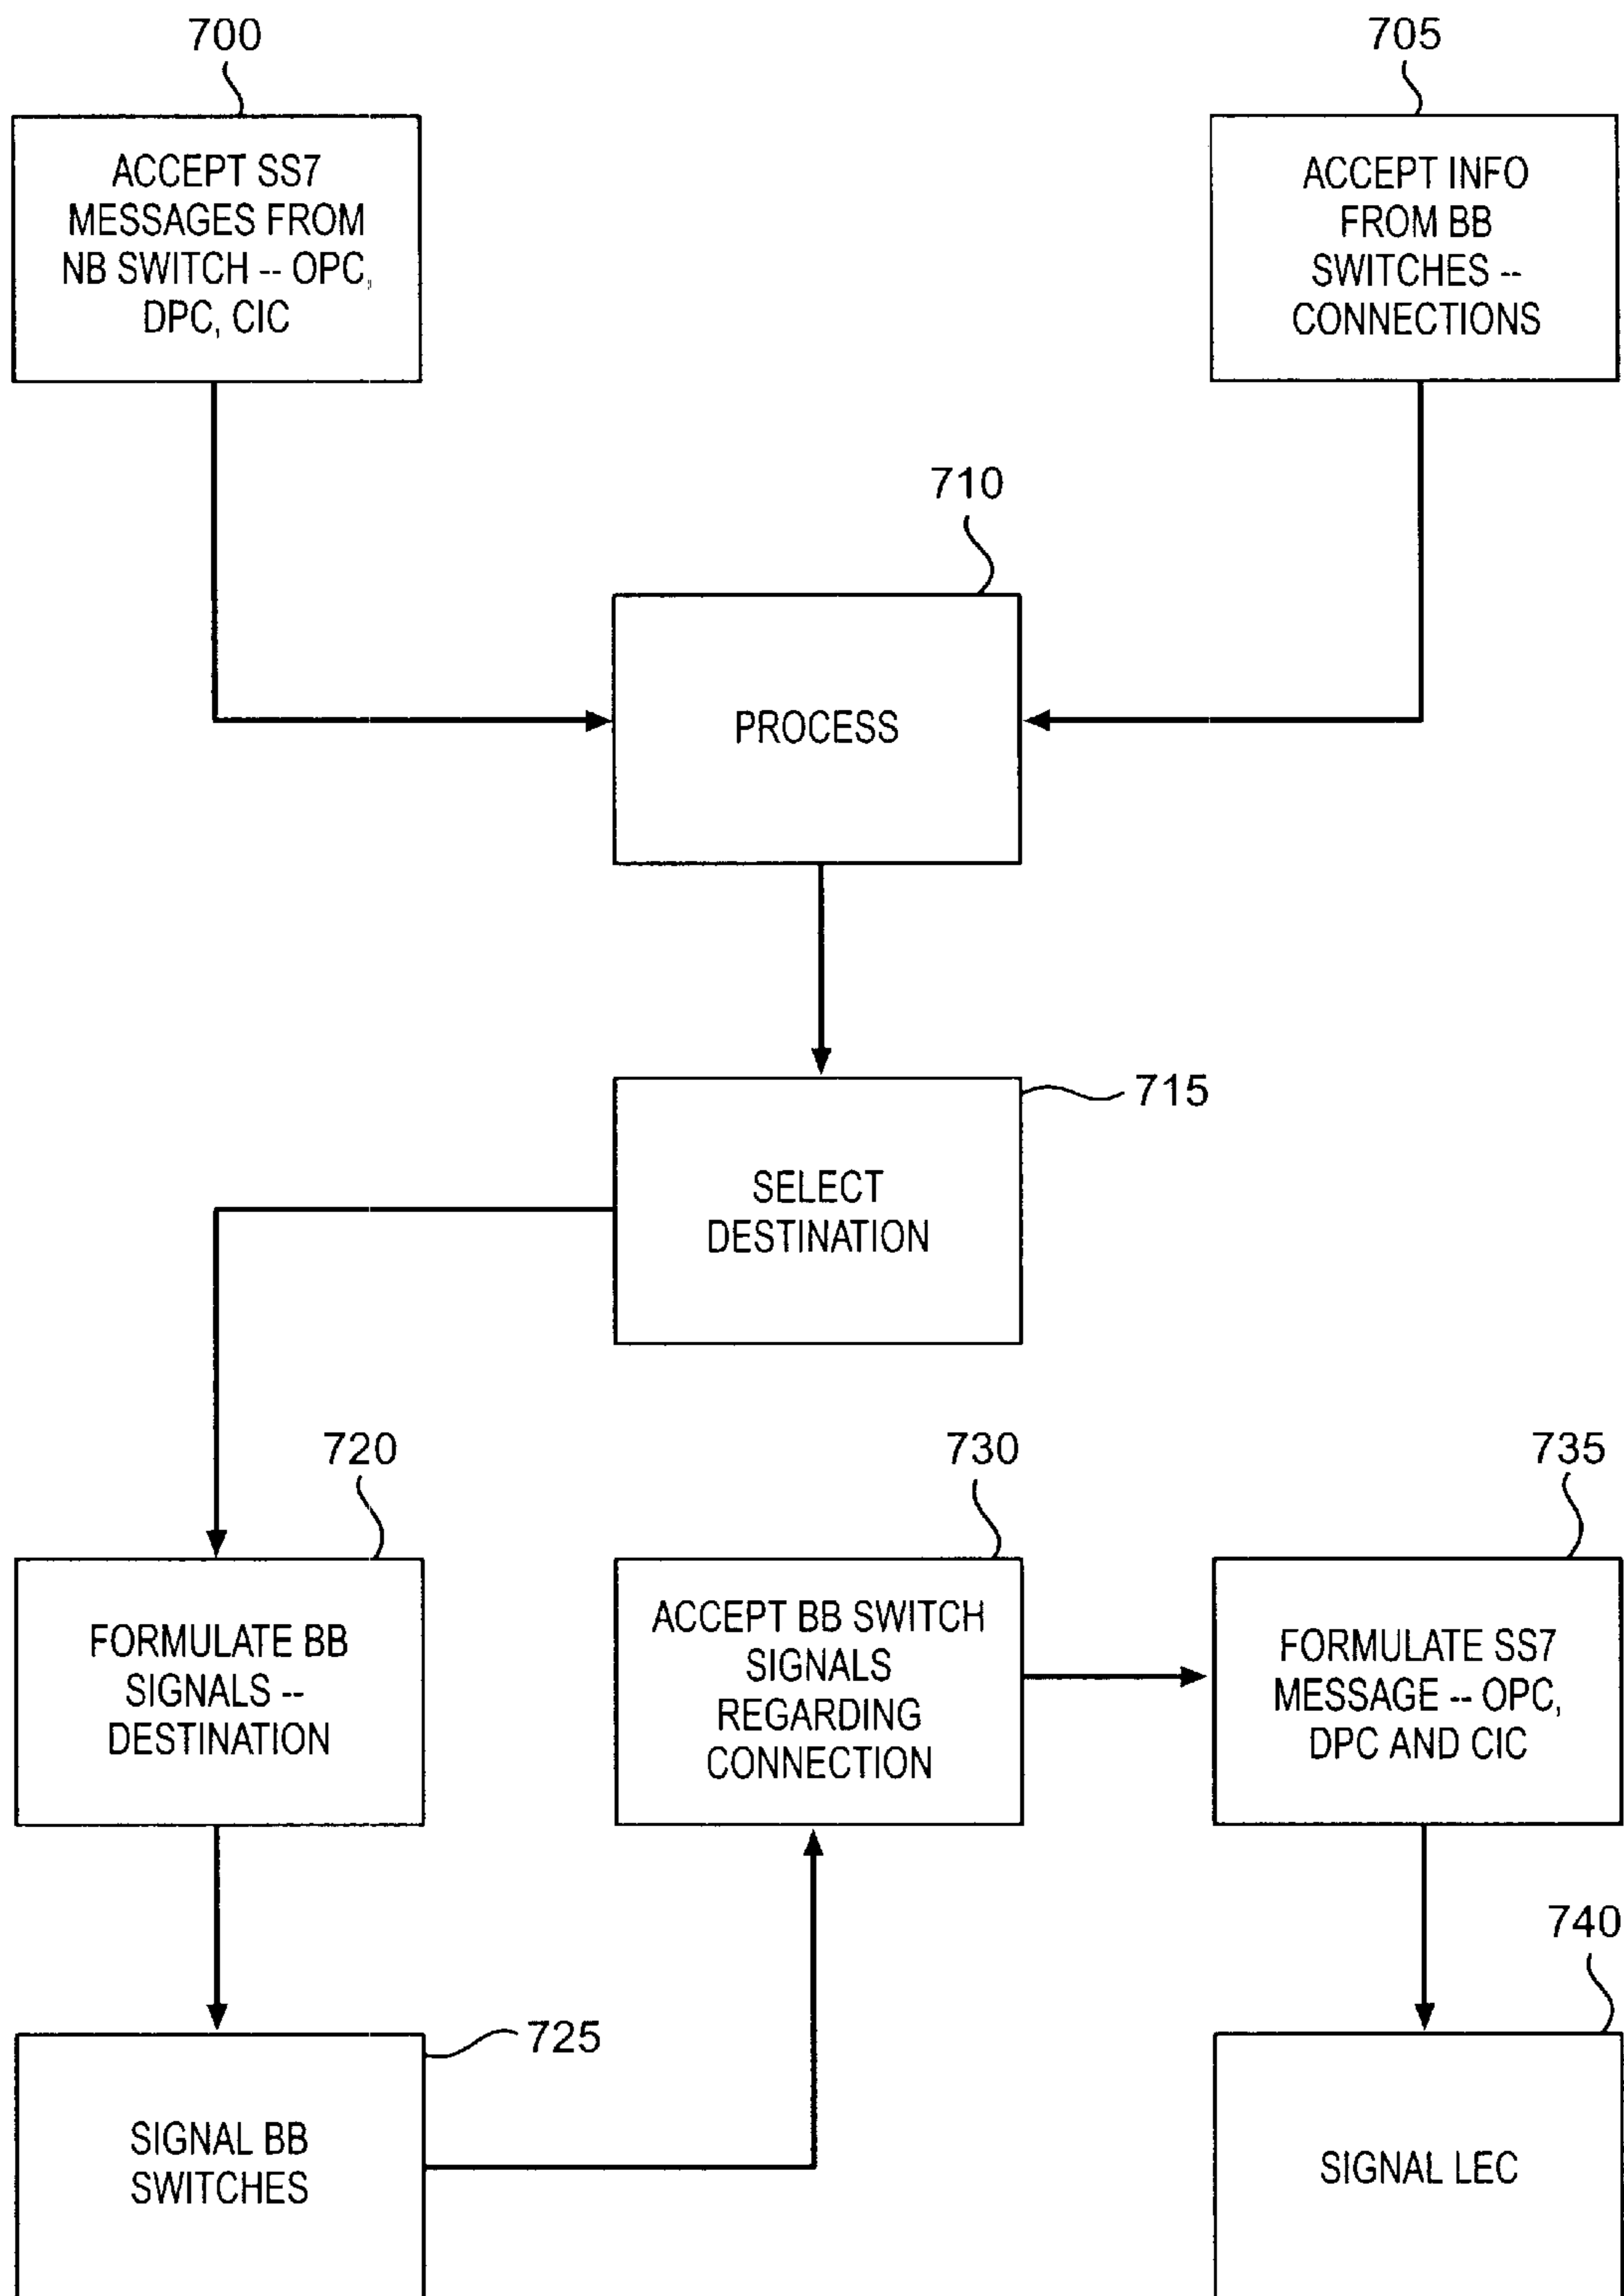 700
705
ACCEPT SS7
MESSAGES FROM
NB SWITCH -- OPC,
DPC, CIC
ACCEPT INFO
FROM BB
SWITCHES --
CONNECTIONS
710
PROCESS
715
SELECT
DESTINATION
720
730
735
FORMULATE BB
SIGNALS --
DESTINATION
ACCEPT BB SWITCH
SIGNALS
REGARDING
CONNECTION
FORMULATE SS7
MESSAGE -- OPC,
DPC AND CIC
740
725
SIGNAL BB
SWITCHES
SIGNAL LEC